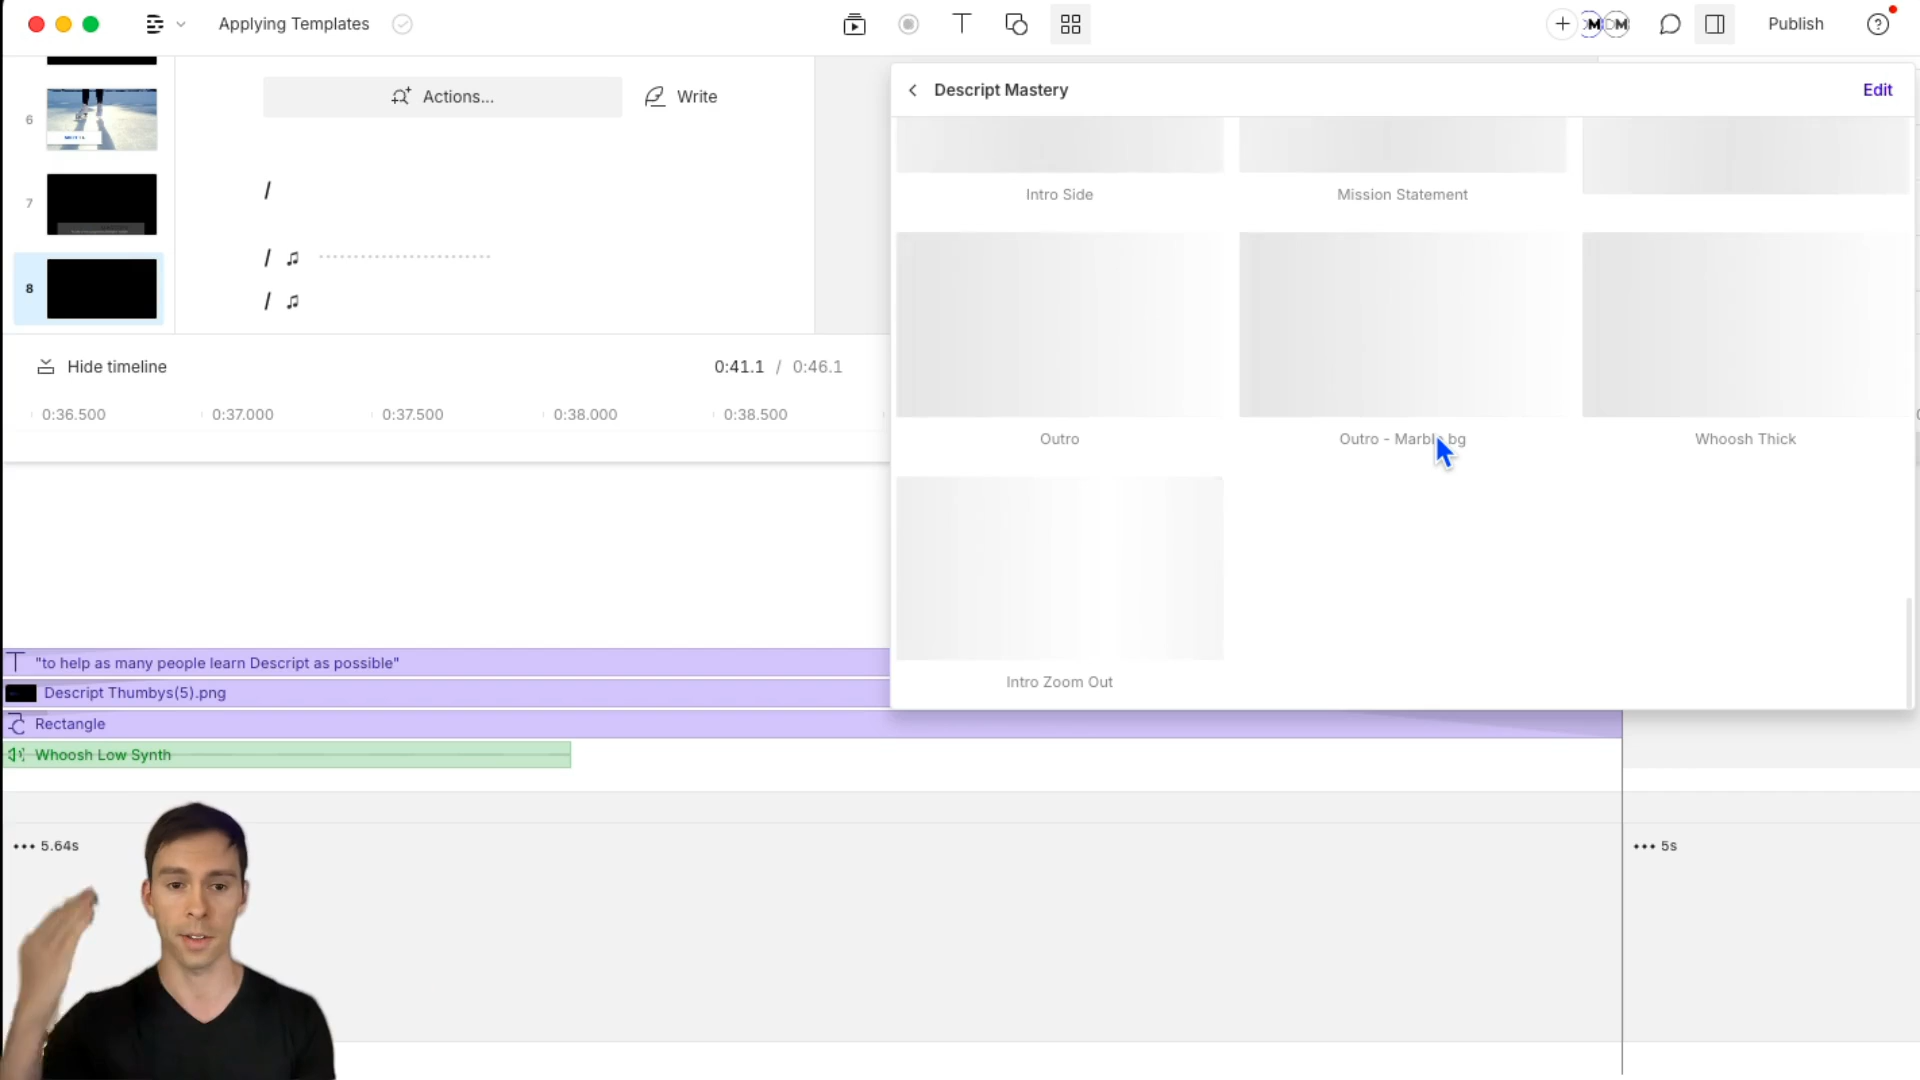 Applying Templates
Publish
6
Actions...
Write
Descript Mastery
Edit
7
/
Intro Side
Mission Statement
8
/
/
Hide timeline
0:41.1 / 0:46.1
0:36.500
0:37.000
0:37.500
0:38.000
0:38.500
Outro
Outro - Marble bg
Whoosh Thick
Intro Zoom Out
"to help as many people learn Descript as possible"
Descript Thumbys(5).png
Rectangle
Whoosh Low Synth
5.64s
5s